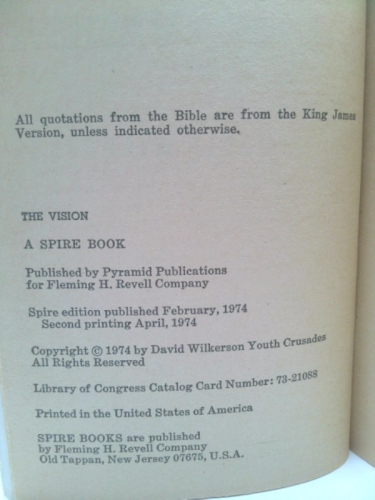 All quotations from the Bible are from the King James
Version, unless indicated otherwise.
THE VISION
A SPIRE BOOK
Published by Pyramid Publications
for Fleming H. Revell Company
Spire edition published February, 1974
Second printing April, 1974
Copyright © 1974 by David Wilkerson Youth Crusades
All Rights Reserved
Library of Congress Catalog Card Number: 73-21088
Printed in the United States of America
SPIRE BOOKS are published
by Fleming H. Revell Company
Old Tappan, New Jersey 07675, U.S.A.